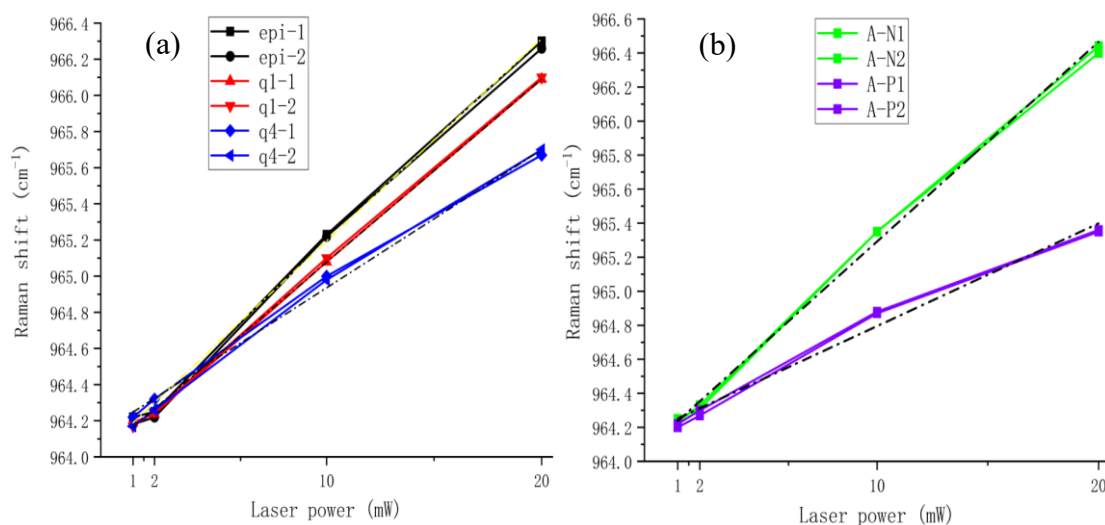 (a)
epi-1
epi-2
q1-1
q1-2
q4-1
q4-2
966.4
966.2
966.0
965.8
965.6
965.4
965.2
965.0
964.8
964.6
964.4
964.2
964.0
Raman shift (cm⁻¹)
1
2
10
20
Laser power (mW)
(b)
A-N1
A-N2
A-P1
A-P2
966.6
966.4
966.2
966.0
965.8
965.6
965.4
965.2
965.0
964.8
964.6
964.4
964.2
964.0
Raman shift (cm⁻¹)
1
2
10
20
Laser power (mW)